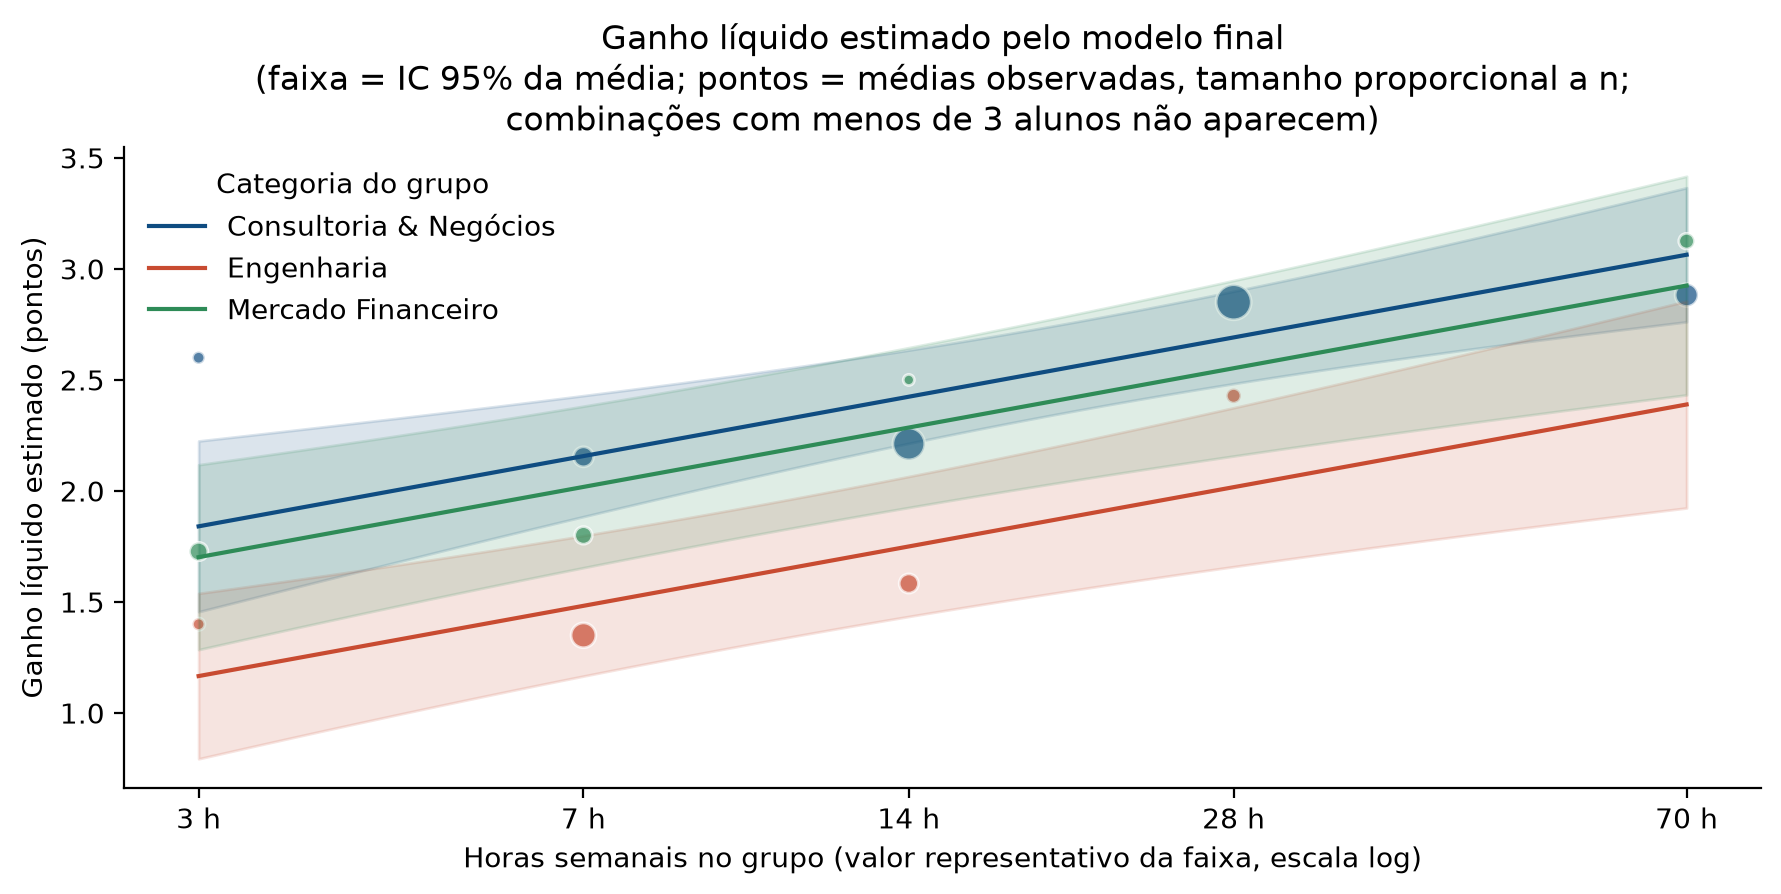 Ganho líquido estimado pelo modelo final
(faixa = IC 95% da média; pontos = médias observadas, tamanho proporcional a n;
combinações com menos de 3 alunos não aparecem)
Ganho líquido estimado (pontos)
3.5
3.0
2.5
2.0
1.5
1.0
Categoria do grupo
Consultoria & Negócios
Engenharia
Mercado Financeiro
3 h
7 h
14 h
28 h
70 h
Horas semanais no grupo (valor representativo da faixa, escala log)